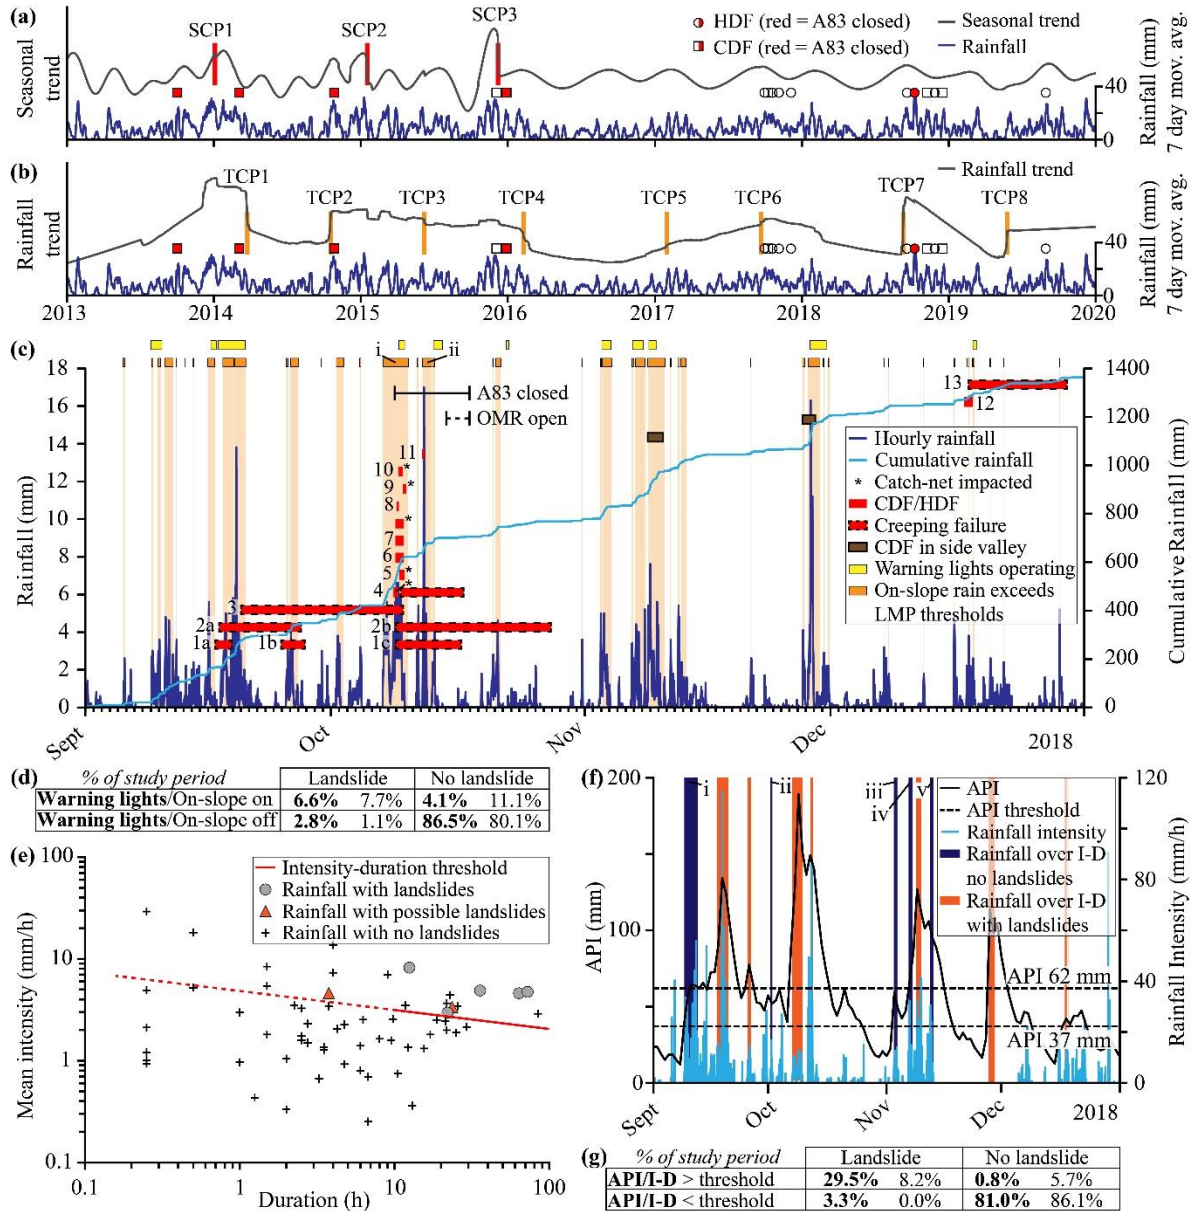 (a)
SCP1
SCP2
SCP3
HDF (red = A83 closed)
CDF (red = A83 closed)
Seasonal trend
Rainfall
Seasonal
trend
40
0
Rainfall (mm)
7 day mov. avg.
2013 2014 2015 2016 2017 2018 2019 2020
(b)
TCP1
TCP2
TCP3
TCP4
TCP5
TCP6
TCP7
TCP8
Rainfall trend
Rainfall
trend
40
0
Rainfall (mm)
7 day mov. avg.
2013 2014 2015 2016 2017 2018 2019 2020
(c)
i
ii
A83 closed
OMR open
18
16
14
12
10
8
6
4
2
0
Rainfall (mm)
1400
1200
1000
800
600
400
200
0
Cumulative Rainfall (mm)
13
12
11
10
*
9
*
8
*
7
6
5
*
4
*
3
2a
2b
1a
1b
1c
Hourly rainfall
Cumulative rainfall
* Catch-net impacted
CDF/HDF
Creeping failure
CDF in side valley
Warning lights operating
On-slope rain exceeds
LMP thresholds
Sept Oct Nov Dec 2018
(d)
% of study period Landslide No landslide
Warning lights/On-slope on 6.6% 7.7% 4.1% 11.1%
Warning lights/On-slope off 2.8% 1.1% 86.5% 80.1%
(e)
100
10
1
0.1
Mean intensity (mm/h)
Intensity-duration threshold
Rainfall with landslides
Rainfall with possible landslides
Rainfall with no landslides
0.1 1 10 100
Duration (h)
(f)
200
100
0
API (mm)
i
ii
iii
iv
v
API
API threshold
Rainfall intensity
Rainfall over I-D
no landslides
Rainfall over I-D
with landslides
API 62 mm
API 37 mm
120
80
40
0
Rainfall Intensity (mm/h)
Sept Oct Nov Dec 2018
(g)
% of study period Landslide No landslide
API/I-D > threshold 29.5% 8.2% 0.8% 5.7%
API/I-D < threshold 3.3% 0.0% 81.0% 86.1%